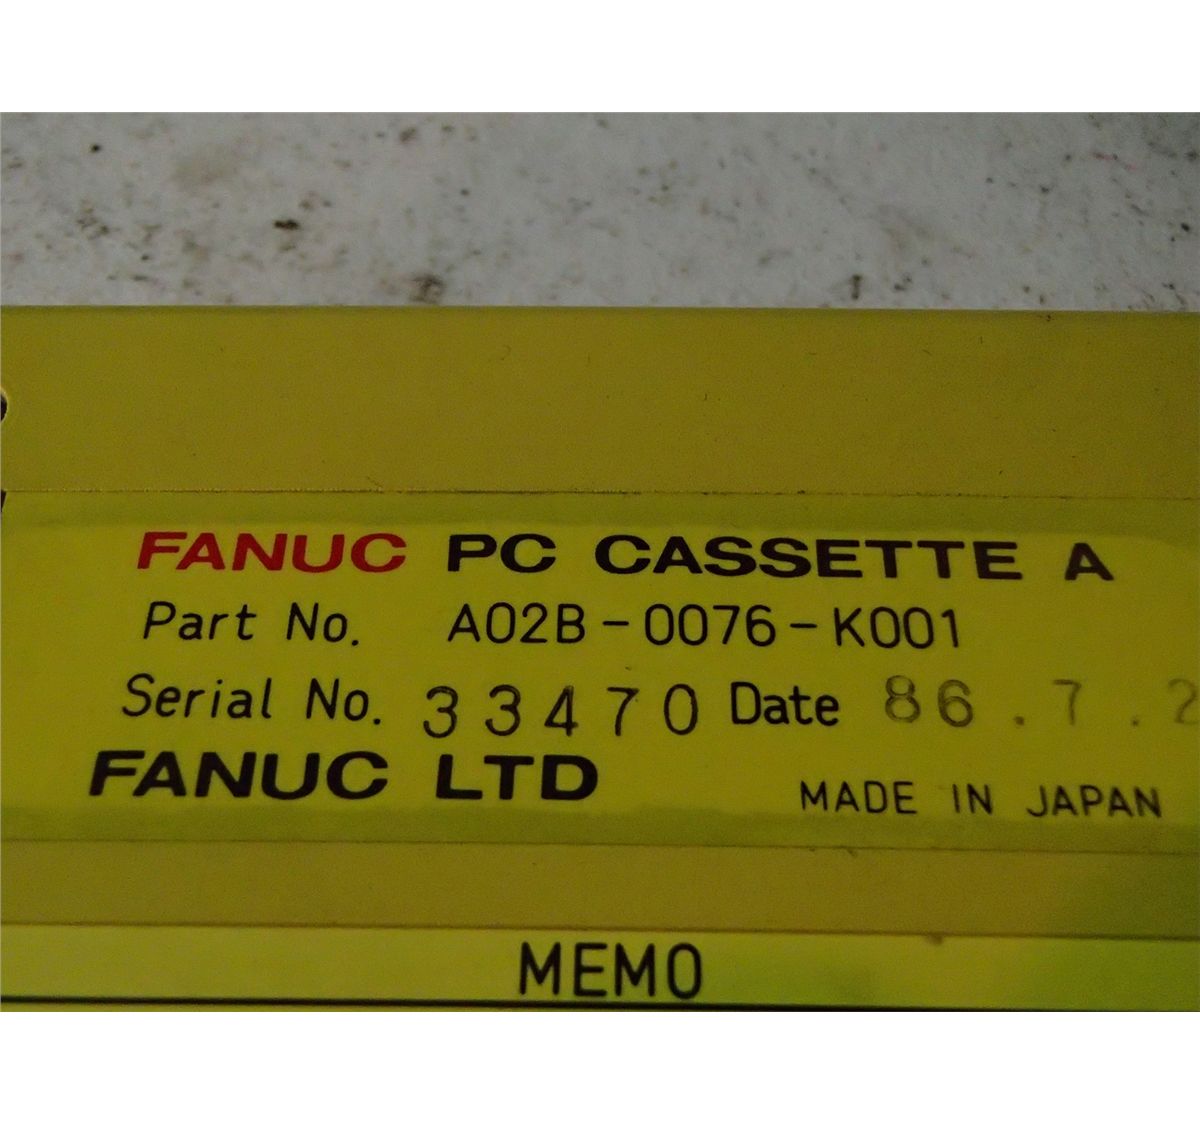 FANUC PC CASSETTE A
Part No. A02B-0076-K001
Serial No. 33470 Date 86.7.2
FANUC LTD MADE IN JAPAN
MEMO